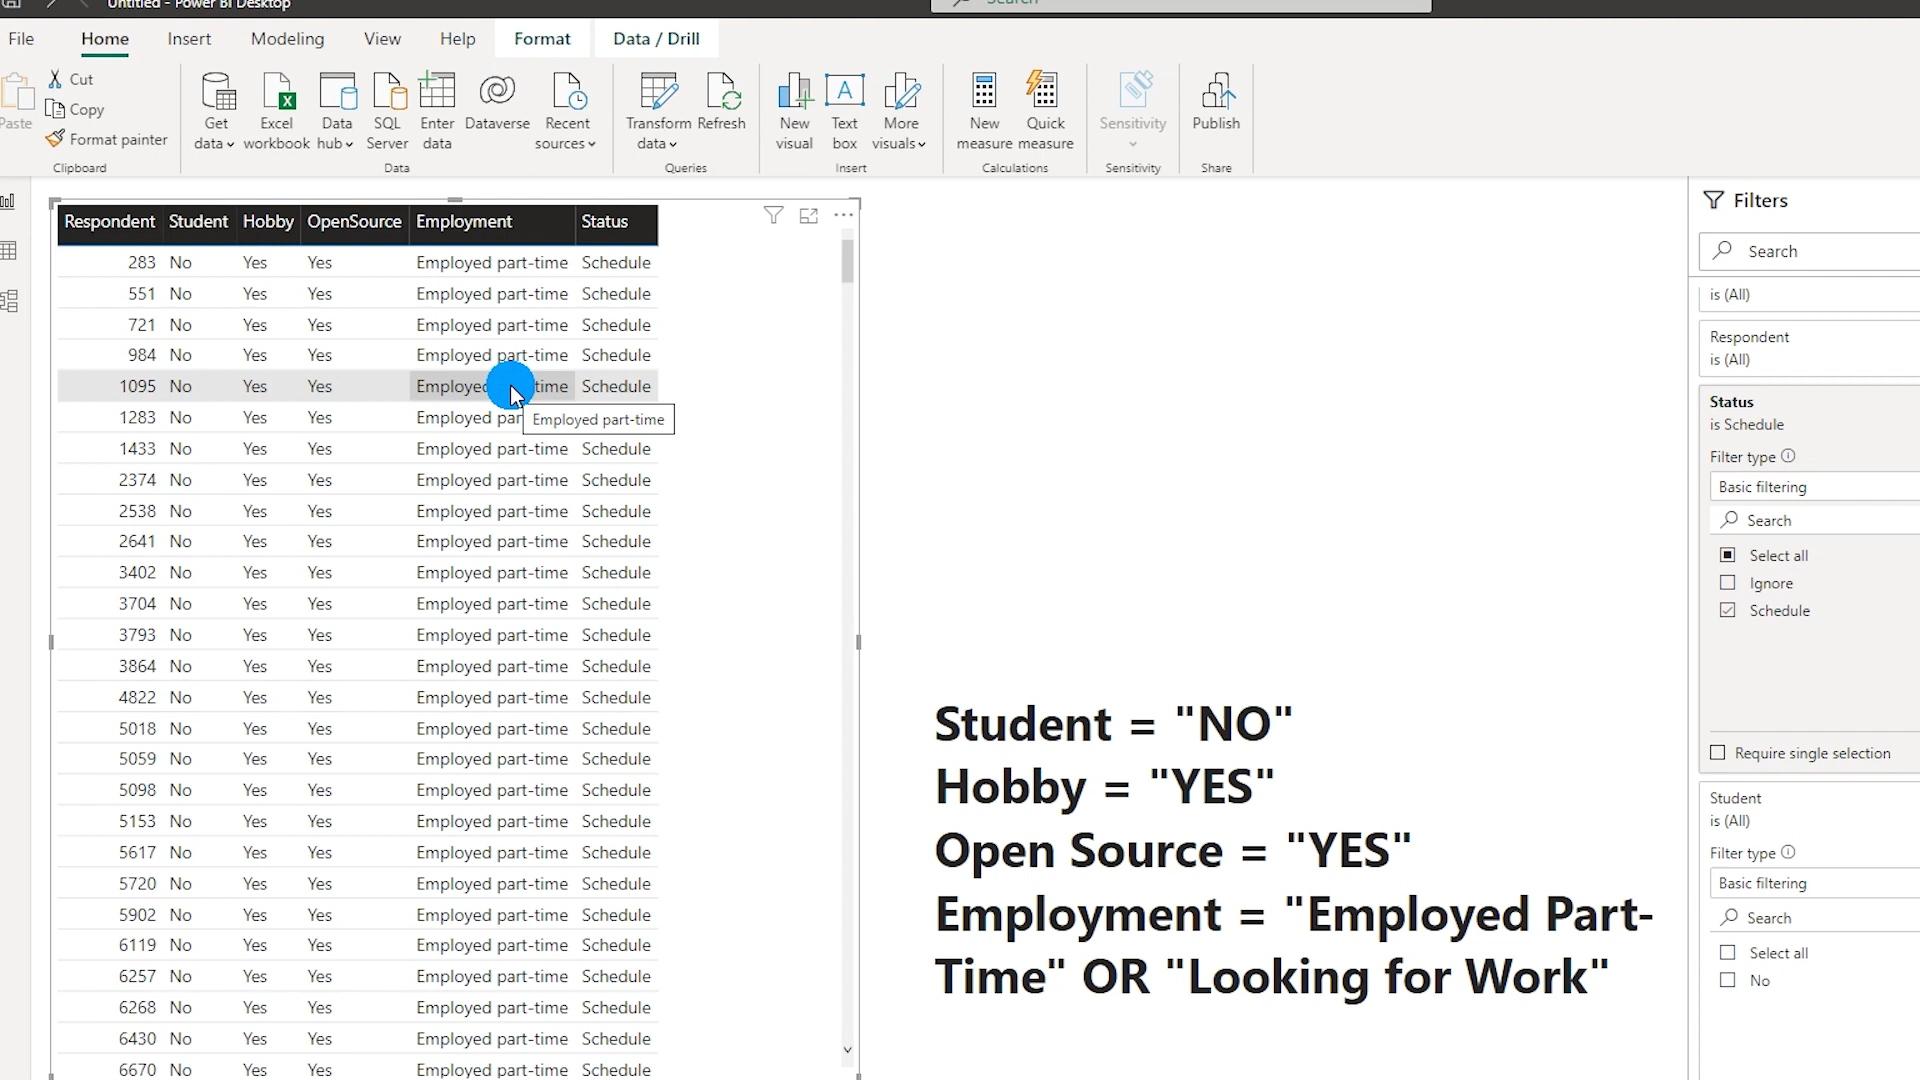 Untitled - Power BI Desktop
Search
File Home Insert Modeling View Help Format Data / Drill
Paste
Cut
Copy
Format painter
Clipboard
Get data
Excel workbook
Data hub
SQL Server
Enter data
Dataverse
Recent sources
Data
Transform data
Refresh
Queries
New visual
Text box
More visuals
Insert
New measure
Quick measure
Calculations
Sensitivity
Sensitivity
Publish
Share
Respondent Student Hobby OpenSource Employment Status
283 No Yes Yes Employed part-time Schedule
551 No Yes Yes Employed part-time Schedule
721 No Yes Yes Employed part-time Schedule
984 No Yes Yes Employed part-time Schedule
1095 No Yes Yes Employed time Schedule
1283 No Yes Yes Employed par Schedule
Employed part-time
1433 No Yes Yes Employed part-time Schedule
2374 No Yes Yes Employed part-time Schedule
2538 No Yes Yes Employed part-time Schedule
2641 No Yes Yes Employed part-time Schedule
3402 No Yes Yes Employed part-time Schedule
3704 No Yes Yes Employed part-time Schedule
3793 No Yes Yes Employed part-time Schedule
3864 No Yes Yes Employed part-time Schedule
4822 No Yes Yes Employed part-time Schedule
5018 No Yes Yes Employed part-time Schedule
5059 No Yes Yes Employed part-time Schedule
5098 No Yes Yes Employed part-time Schedule
5153 No Yes Yes Employed part-time Schedule
5617 No Yes Yes Employed part-time Schedule
5720 No Yes Yes Employed part-time Schedule
5902 No Yes Yes Employed part-time Schedule
6119 No Yes Yes Employed part-time Schedule
6257 No Yes Yes Employed part-time Schedule
6268 No Yes Yes Employed part-time Schedule
6430 No Yes Yes Employed part-time Schedule
6670 No Yes Yes Employed part-time Schedule
Student = "NO"
Hobby = "YES"
Open Source = "YES"
Employment = "Employed Part-
Time" OR "Looking for Work"
Filters
Search
is (All)
Respondent
is (All)
Status
is Schedule
Filter type
Basic filtering
Search
Select all
Ignore
Schedule
Require single selection
Student
is (All)
Filter type
Basic filtering
Search
Select all
No